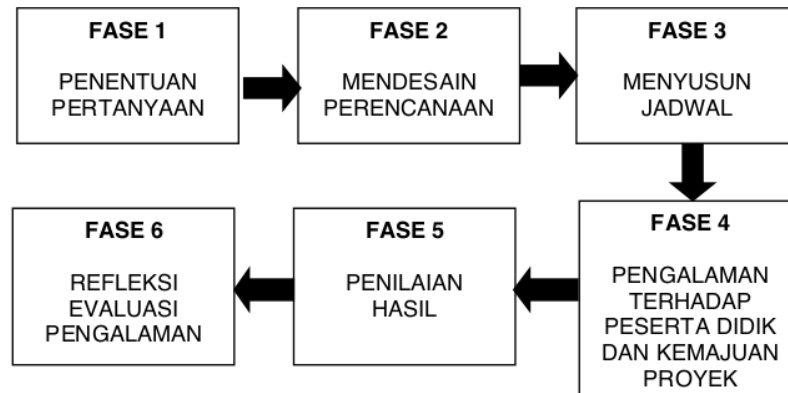 FASE 1
PENENTUAN
PERTANYAAN
FASE 2
MENDESAIN
PERENCANAAN
FASE 3
MENYUSUN
JADWAL
FASE 4
PENGALAMAN
TERHADAP
PESERTA DIDIK
DAN KEMAJUAN
PROYEK
FASE 5
PENILAIAN
HASIL
FASE 6
REFLEKSI
EVALUASI
PENGALAMAN